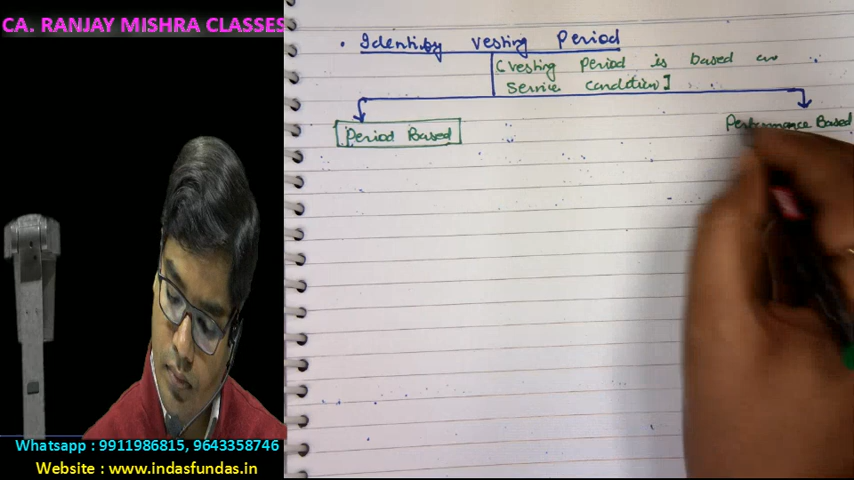 CA. RANJAY MISHRA CLASSES
• Identify vesting Period
(vesting Period is based on
service condition]
Period Based
Performance Based
Whatsapp : 9911986815, 9643358746
Website : www.indasfundas.in